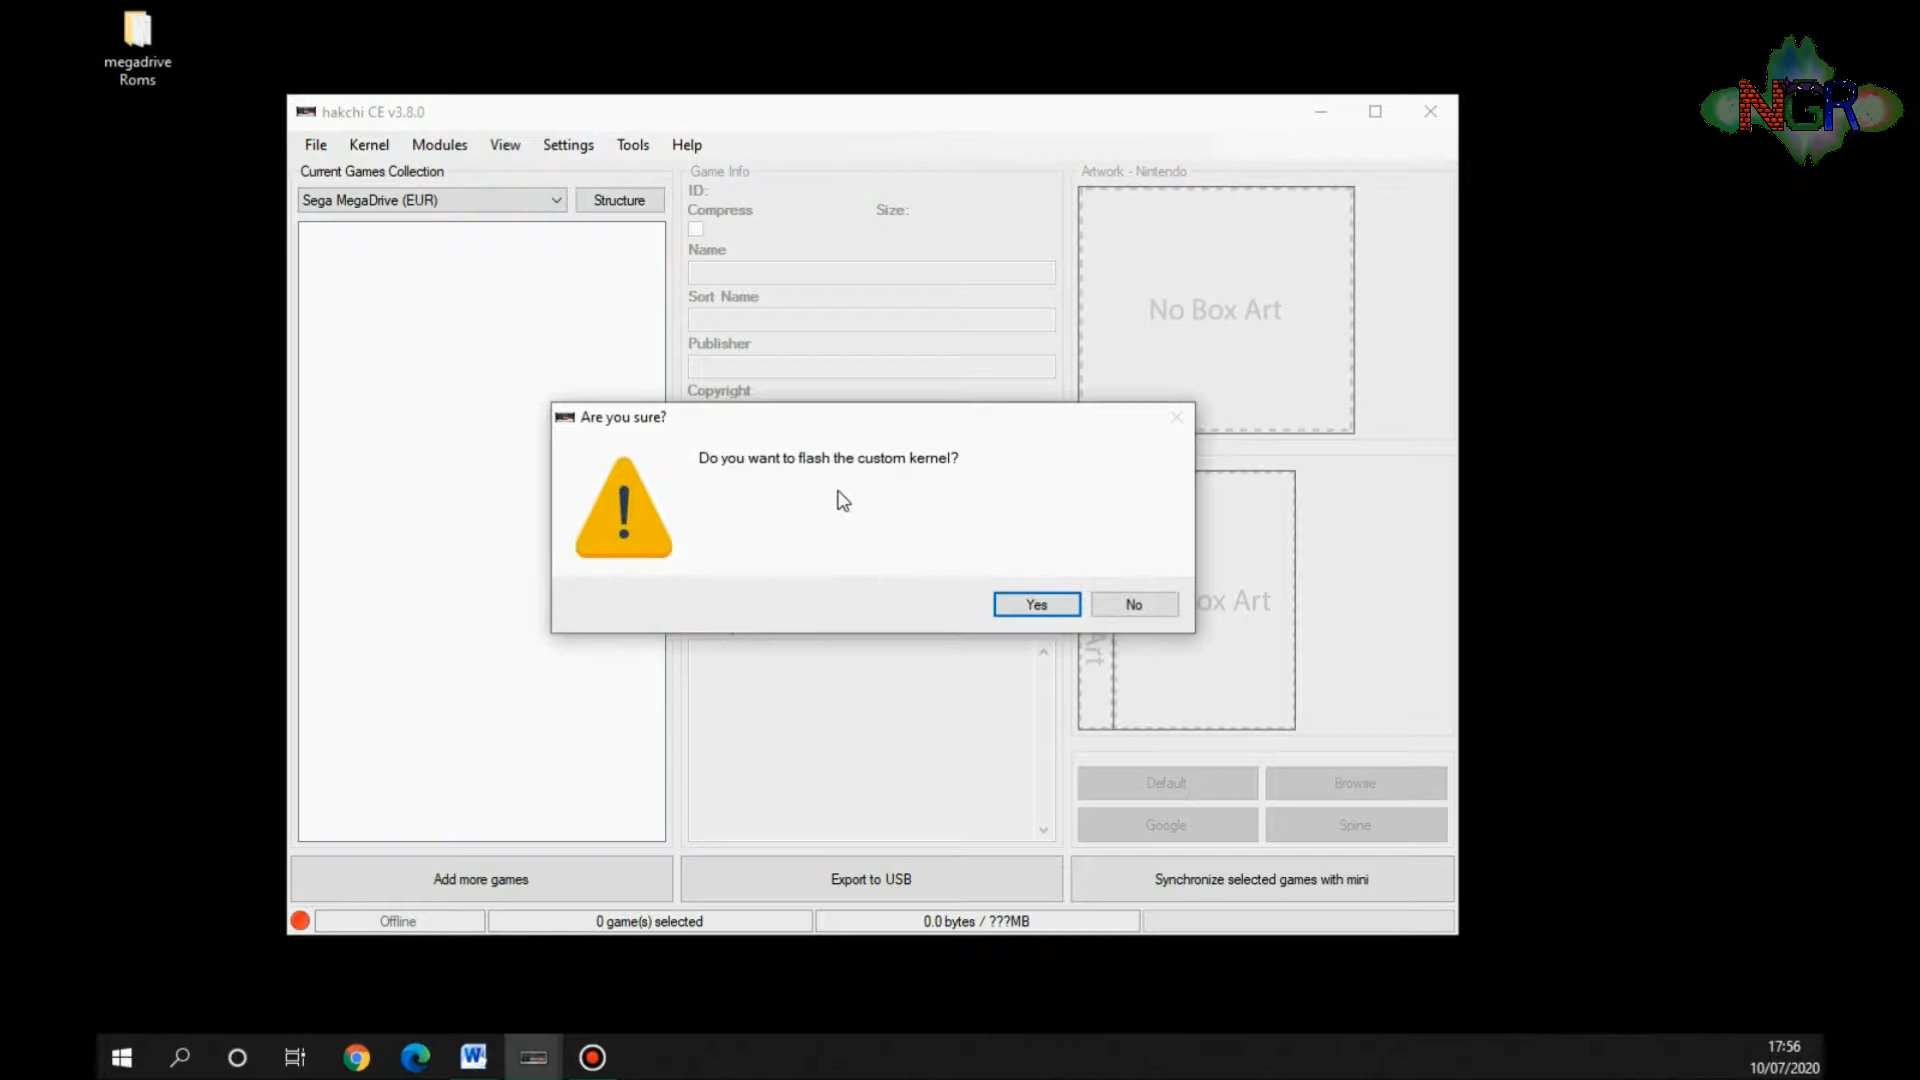 megadrive
Roms
NGR
hakchi CE v3.8.0
File Kernel Modules View Settings Tools Help
Current Games Collection
Sega MegaDrive (EUR)
Structure
Game Info
ID:
Compress Size:
Name
Sort Name
Publisher
Copyright
Artwork - Nintendo
No Box Art
Are you sure?
Do you want to flash the custom kernel?
Yes No
ox Art
Art
Default Browse
Google Spine
Add more games
Export to USB
Synchronize selected games with mini
Offline
0 game(s) selected
0.0 bytes / ???MB
17:56
10/07/2020